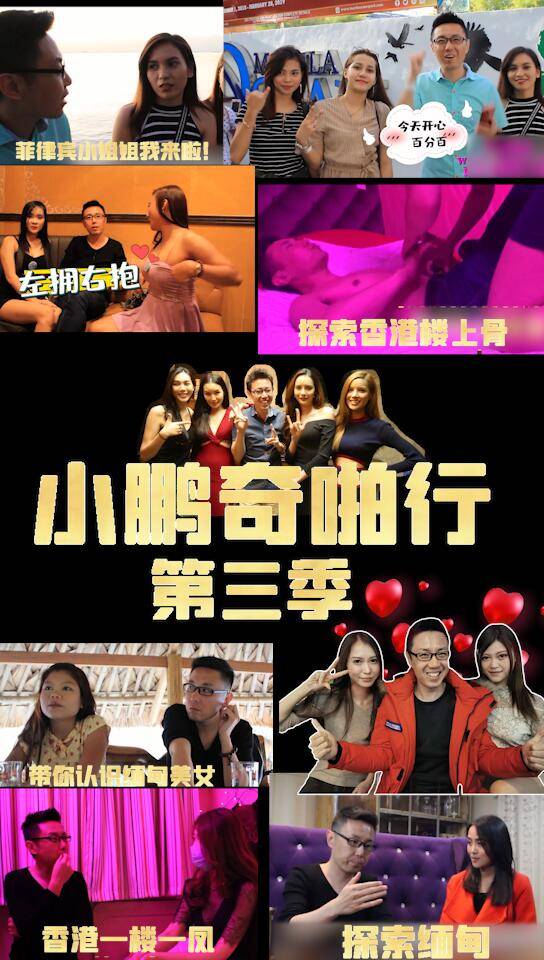 菲律宾小姐姐我来啦!
今天开心
百分百
左拥右抱
探索香港楼上骨
小鹏奇啪行
第三季
带你认识缅甸美女
香港一楼一凤
探索缅甸